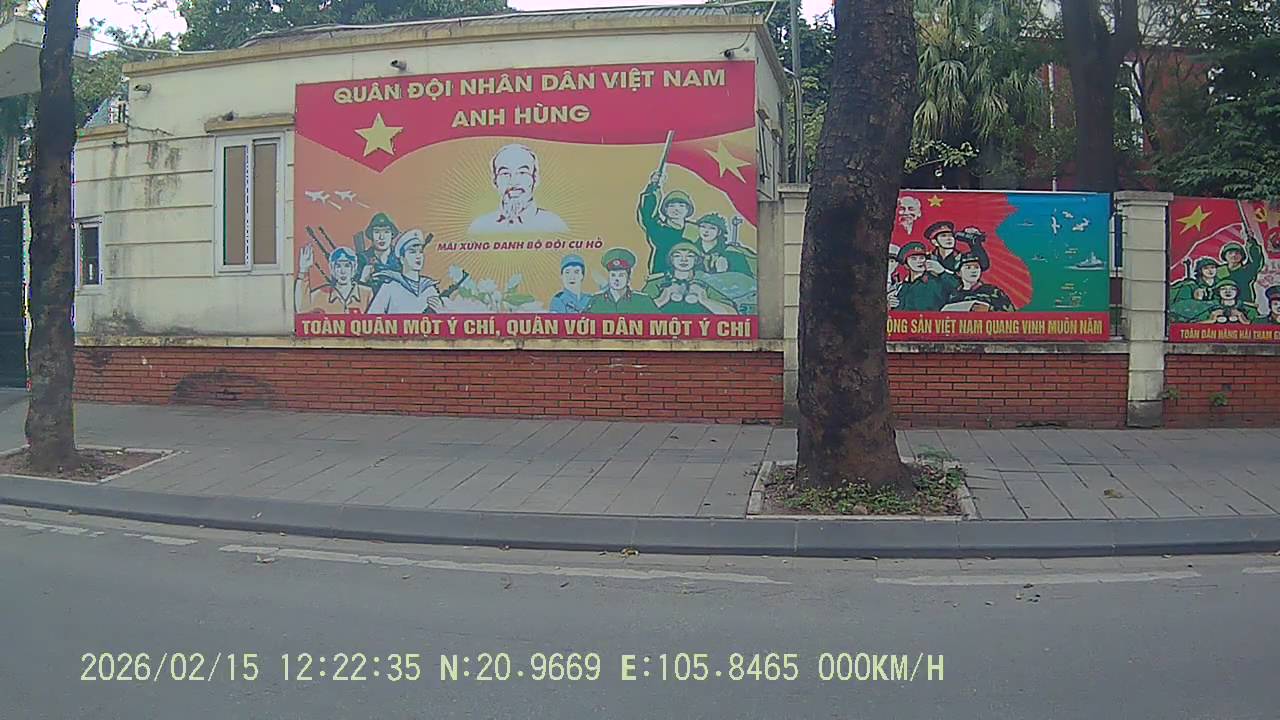 QUÂN ĐỘI NHÂN DÂN VIỆT NAM
ANH HÙNG
MÃI XỨNG DANH BỘ ĐỘI CỤ HỒ
TOÀN QUÂN MỘT Ý CHÍ, QUÂN VỚI DÂN MỘT Ý CHÍ
SẢN VIỆT NAM QUANG VINH MUÔN NĂM
TOÀN DÂN HĂNG HÁI THAM
2026/02/15 12:22:35 N:20.9669 E:105.8465 000KM/H